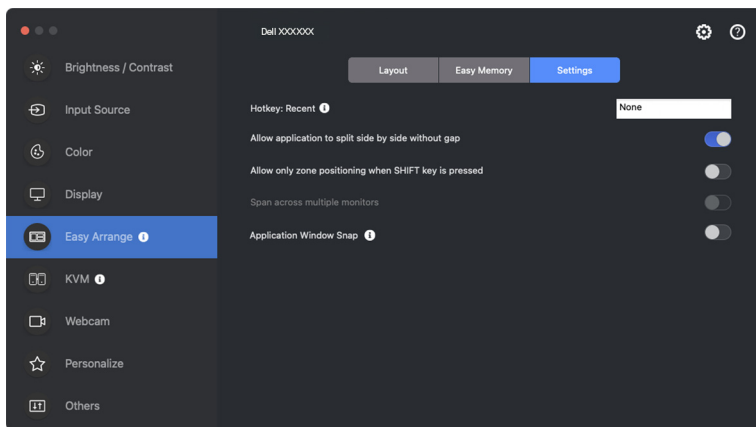 Dell XXXXXX
Brightness / Contrast
Input Source
Color
Display
Easy Arrange
KVM
Webcam
Personalize
Others
Layout
Easy Memory
Settings
Hotkey: Recent
None
Allow application to split side by side without gap
Allow only zone positioning when SHIFT key is pressed
Span across multiple monitors
Application Window Snap